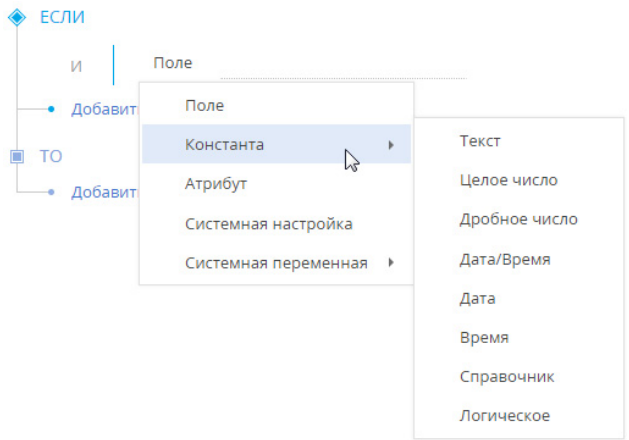 ЕСЛИ
И
Поле
Добавит
ТО
Добавит
Поле
Константа
Атрибут
Системная настройка
Системная переменная
Текст
Целое число
Дробное число
Дата/Время
Дата
Время
Справочник
Логическое